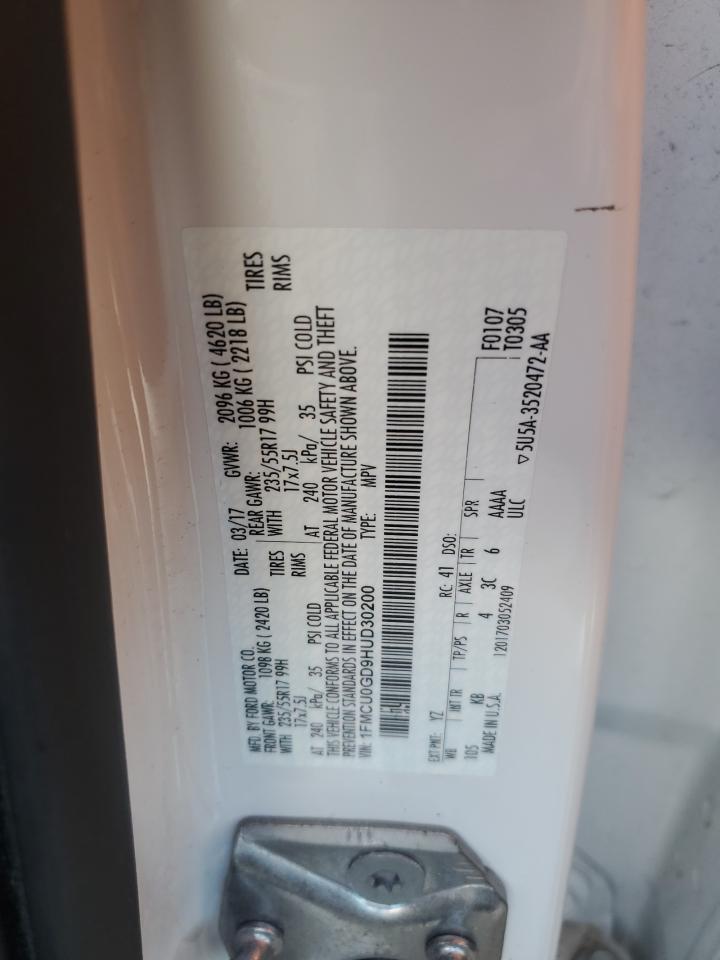 MFD. BY FORD MOTOR CO. DATE: 03/17 GVWR: 2096 KG ( 4620 LB)
FRONT GAWR: 1098 KG ( 2420 LB) REAR GAWR: 1006 KG ( 2218 LB)
WITH 235/55R17 99H TIRES WITH 235/55R17 99H TIRES
17x7.5J RIMS 17x7.5J RIMS
AT 240 kPa/ 35 PSI COLD AT 240 kPa/ 35 PSI COLD
THIS VEHICLE CONFORMS TO ALL APPLICABLE FEDERAL MOTOR VEHICLE SAFETY AND THEFT
PREVENTION STANDARDS IN EFFECT ON THE DATE OF MANUFACTURE SHOWN ABOVE.
VIN: 1FMCU0GD9HUD30200 TYPE: MPV
EXT PNT: YZ RC: 41 DSO: F0107
WB INT TR TP/PS R AXLE TR SPR T0305
105 KB 4 3C 6 AAAA
MADE IN U.S.A. 1201703052409 ULC
▽5U5A-3520472-AA